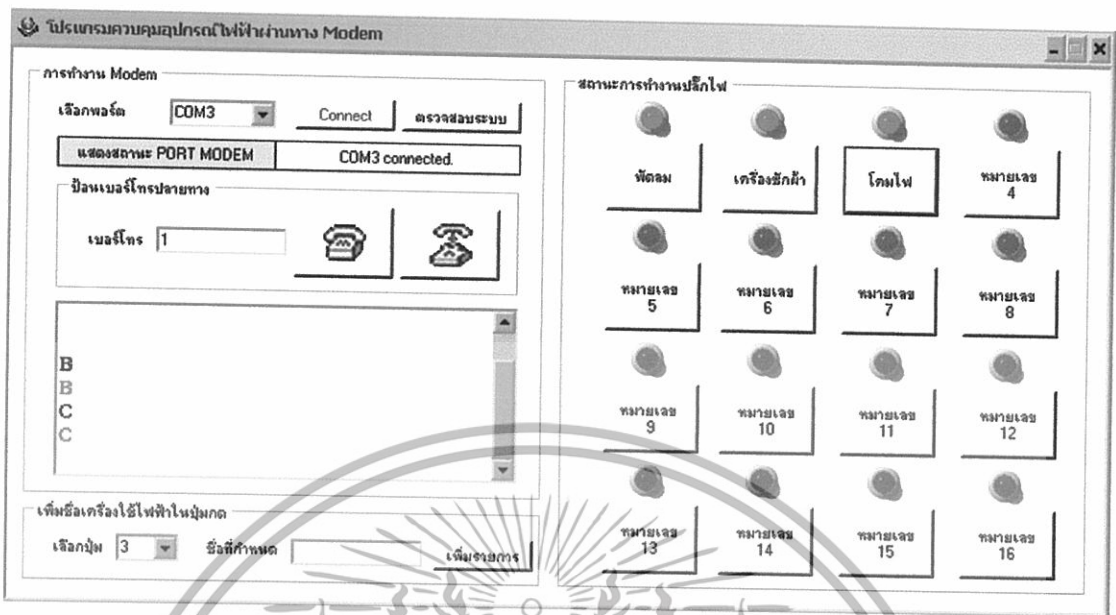 โปรแกรมควบคุมอุปกรณ์ไฟฟ้าผ่านทาง Modem
การทำงาน Modem
เลือกพอร์ต COM3 Connect ตรวจสอบระบบ
แสดงสถานะ PORT MODEM COM3 connected.
ป้อนเบอร์โทรปลายทาง
เบอร์โทร 1
B
B
C
C
เพิ่มชื่อเครื่องใช้ไฟฟ้าในปุ่มกด
เลือกปุ่ม 3 ชื่อที่กำหนด เพิ่มรายการ
สถานะการทำงานปลั๊กไฟ
พัดลม เครื่องซักผ้า โคมไฟ หมายเลข 4
หมายเลข 5 หมายเลข 6 หมายเลข 7 หมายเลข 8
หมายเลข 9 หมายเลข 10 หมายเลข 11 หมายเลข 12
หมายเลข 13 หมายเลข 14 หมายเลข 15 หมายเลข 16